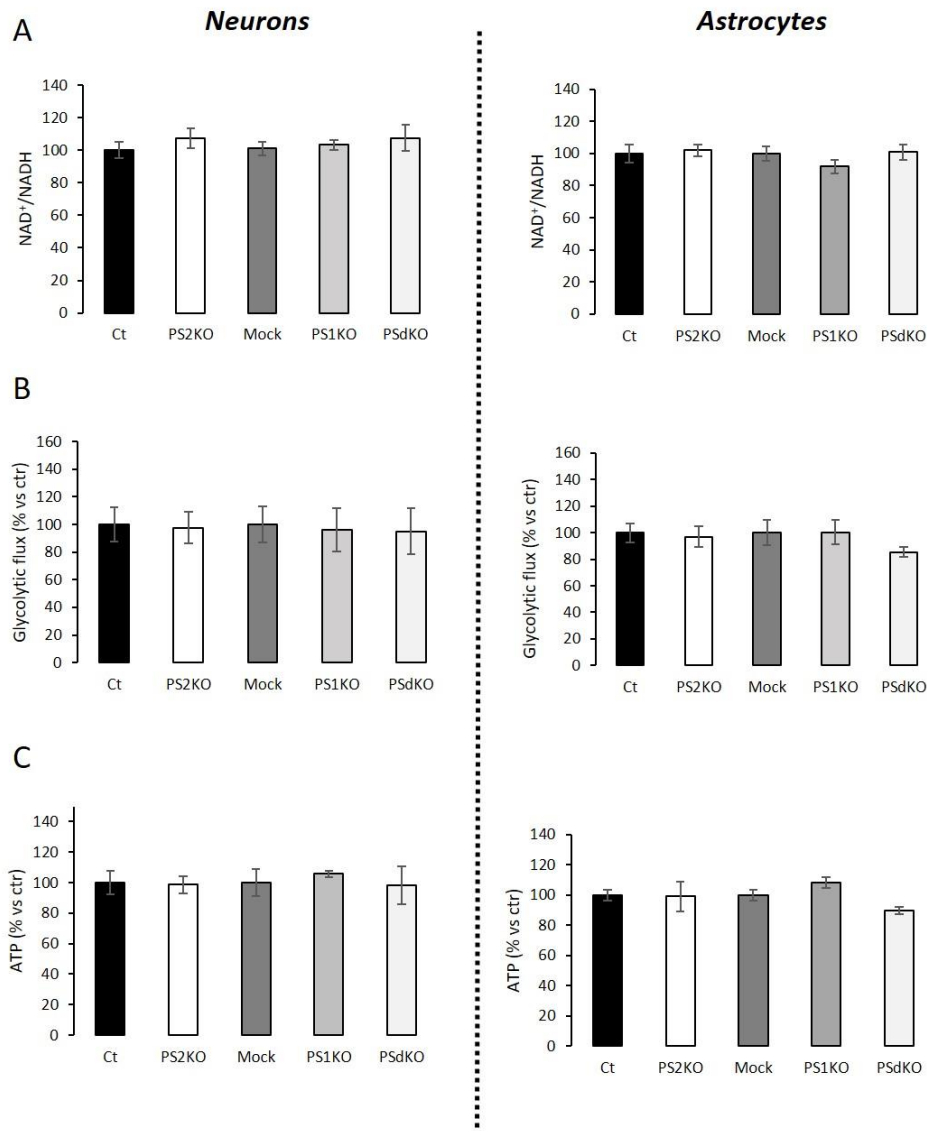 A
Neurons
Astrocytes
NAD⁺/NADH
140
120
100
80
60
40
20
0
Ct PS2KO Mock PS1KO PSdKO
NAD⁺/NADH
140
120
100
80
60
40
20
0
Ct PS2KO Mock PS1KO PSdKO
B
Glycolytic flux (% vs ctr)
160
140
120
100
80
60
40
20
0
Ct PS2KO Mock PS1KO PSdKO
Glycolytic flux (% vs ctr)
160
140
120
100
80
60
40
20
0
Ct PS2KO Mock PS1KO PSdKO
C
ATP (% vs ctr)
140
120
100
80
60
40
20
0
Ct PS2KO Mock PS1KO PSdKO
ATP (% vs ctr)
140
120
100
80
60
40
20
0
Ct PS2KO Mock PS1KO PSdKO